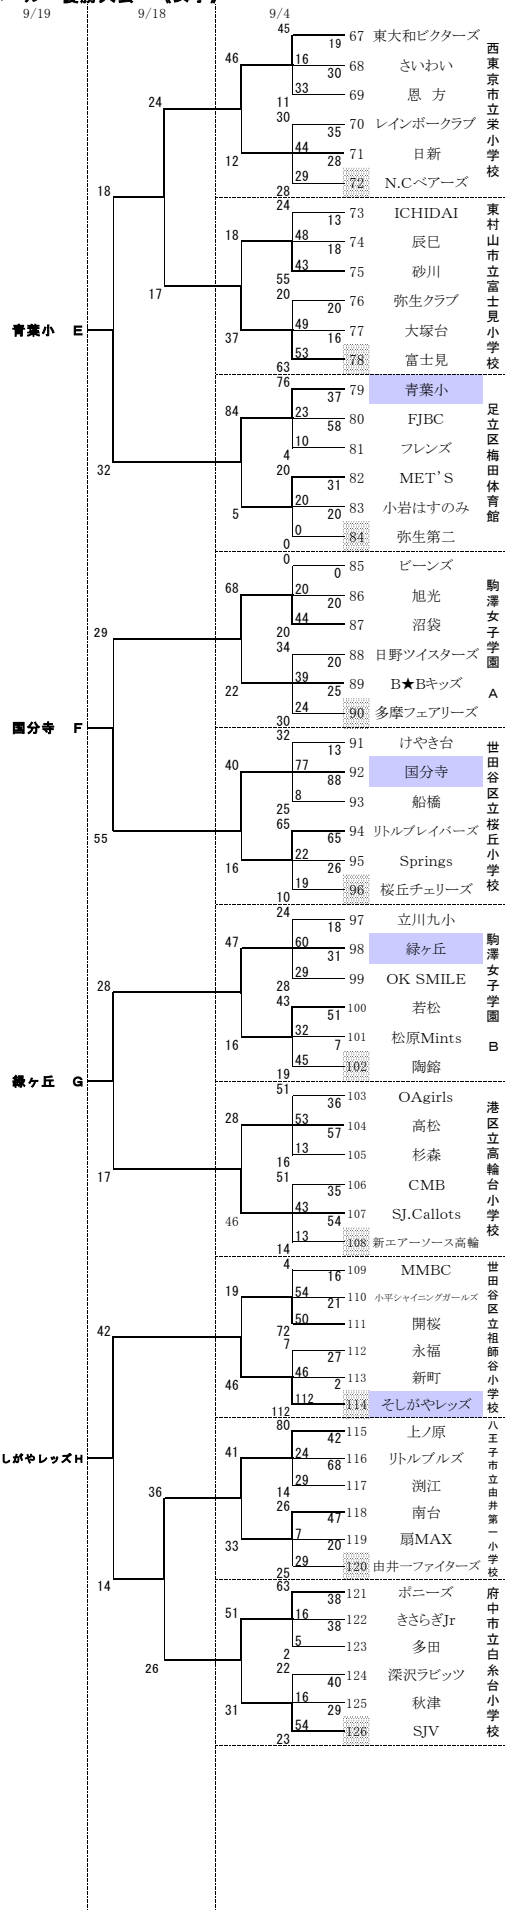 9/19 9/18 9/4
45
19 67 東大和ビクターズ
46 16 68 さいわい
30
33 69 恩 方
24 11
30 70 レインボークラブ
35
12 44 71 日新
28
29 72 N.Cベアーズ
18 28
西東京市立栄小学校
24 73 ICHIDAI
13
18 48 74 辰巳
18
43 75 砂川
55
17 20 76 弥生クラブ
20
青葉小 E 49 77 大塚台
37 16
53 78 富士見
63
東村山市立富士見小学校
76 79 青葉小
37
84 23 80 FJBC
58
10 81 フレンズ
4
32 20 82 MET'S
31
5 20 83 小岩はすのみ
20
0 84 弥生第二
0
足立区梅田体育館
0 85 ビーンズ
0
68 20 86 旭光
20
44 87 沼袋
29 20
34 88 日野ツイスターズ
20
22 39 89 B★Bキッズ
25
24 90 多摩フェアリーズ
30
駒澤女子学園 A
国分寺 F
32 91 けやき台
13
40 77 92 国分寺
88
8 93 船橋
25
55 65 94 リトルブレイバーズ
65
16 22 95 Springs
26
19 96 桜丘チェリーズ
10
世田谷区立桜丘小学校
24 97 立川九小
18
47 60 98 緑ヶ丘
31
29 99 OK SMILE
28 28
43 100 若松
51
16 32 101 松原Mints
7
45 102 陶鎔
19
駒澤女子学園 B
緑ヶ丘 G
51 103 OAgirls
36
28 53 104 高松
57
13 105 杉森
16
17 51 106 CMB
35
46 43 107 SJ.Callots
54
13 108 新エアーソース高輪
14
港区立高輪台小学校
4 109 MMBC
16
19 54 110 小平シャイニングガールズ
21
50 111 開桜
42 72
7 112 永福
27
46 46 113 新町
2
112 114 そしがやレッズ
112
世田谷区立祖師谷小学校
しがやレッズ H
80 115 上ノ原
42
41 24 116 リトルブルズ
68
36 29 117 渕江
14
26 118 南台
47
33 7 119 扇MAX
20
29 120 由井一ファイターズ
14 25
八王子市立由井第一小学校
63 121 ポニーズ
38
51 16 122 きさらぎJr
38
5 123 多田
26 2
22 124 深沢ラビッツ
40
31 16 125 秋津
29
54 126 SJV
23
府中市立白糸台小学校